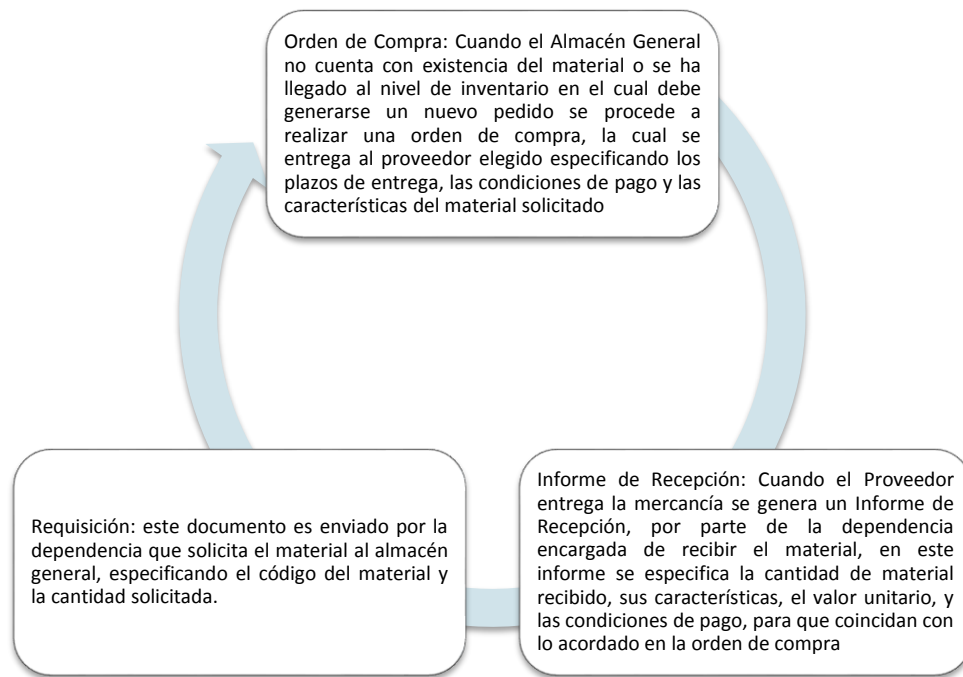 Orden de Compra: Cuando el Almacén General
no cuenta con existencia del material o se ha
llegado al nivel de inventario en el cual debe
generarse un nuevo pedido se procede a
realizar una orden de compra, la cual se
entrega al proveedor elegido especificando los
plazos de entrega, las condiciones de pago y las
características del material solicitado
Requisición: este documento es enviado por la
dependencia que solicita el material al almacén
general, especificando el código del material y
la cantidad solicitada.
Informe de Recepción: Cuando el Proveedor
entrega la mercancía se genera un Informe de
Recepción, por parte de la dependencia
encargada de recibir el material, en este
informe se especifica la cantidad de material
recibido, sus características, el valor unitario, y
las condiciones de pago, para que coincidan con
lo acordado en la orden de compra